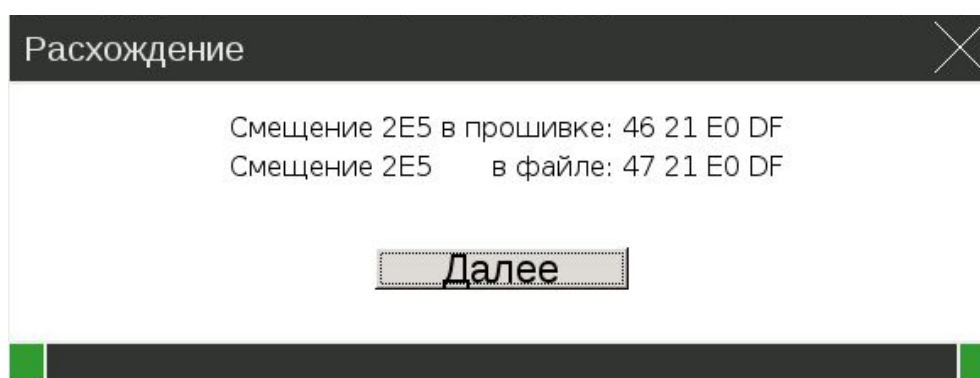 Расхождение
Смещение 2E5 в прошивке: 46 21 E0 DF
Смещение 2E5 в файле: 47 21 E0 DF
Далее